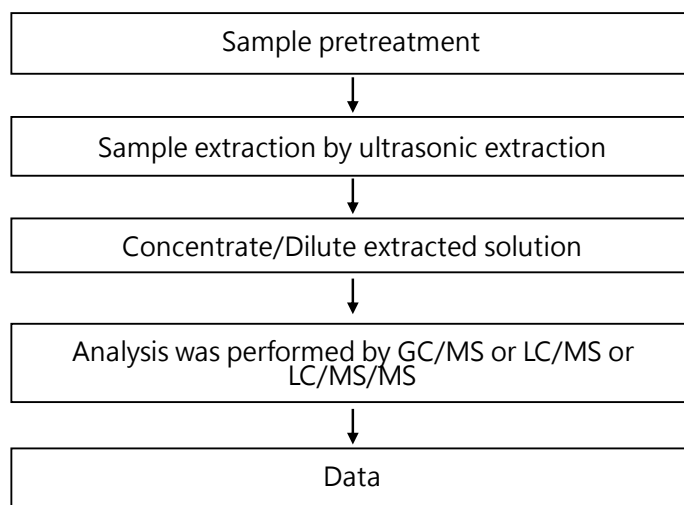 Sample pretreatment
Sample extraction by ultrasonic extraction
Concentrate/Dilute extracted solution
Analysis was performed by GC/MS or LC/MS or
LC/MS/MS
Data